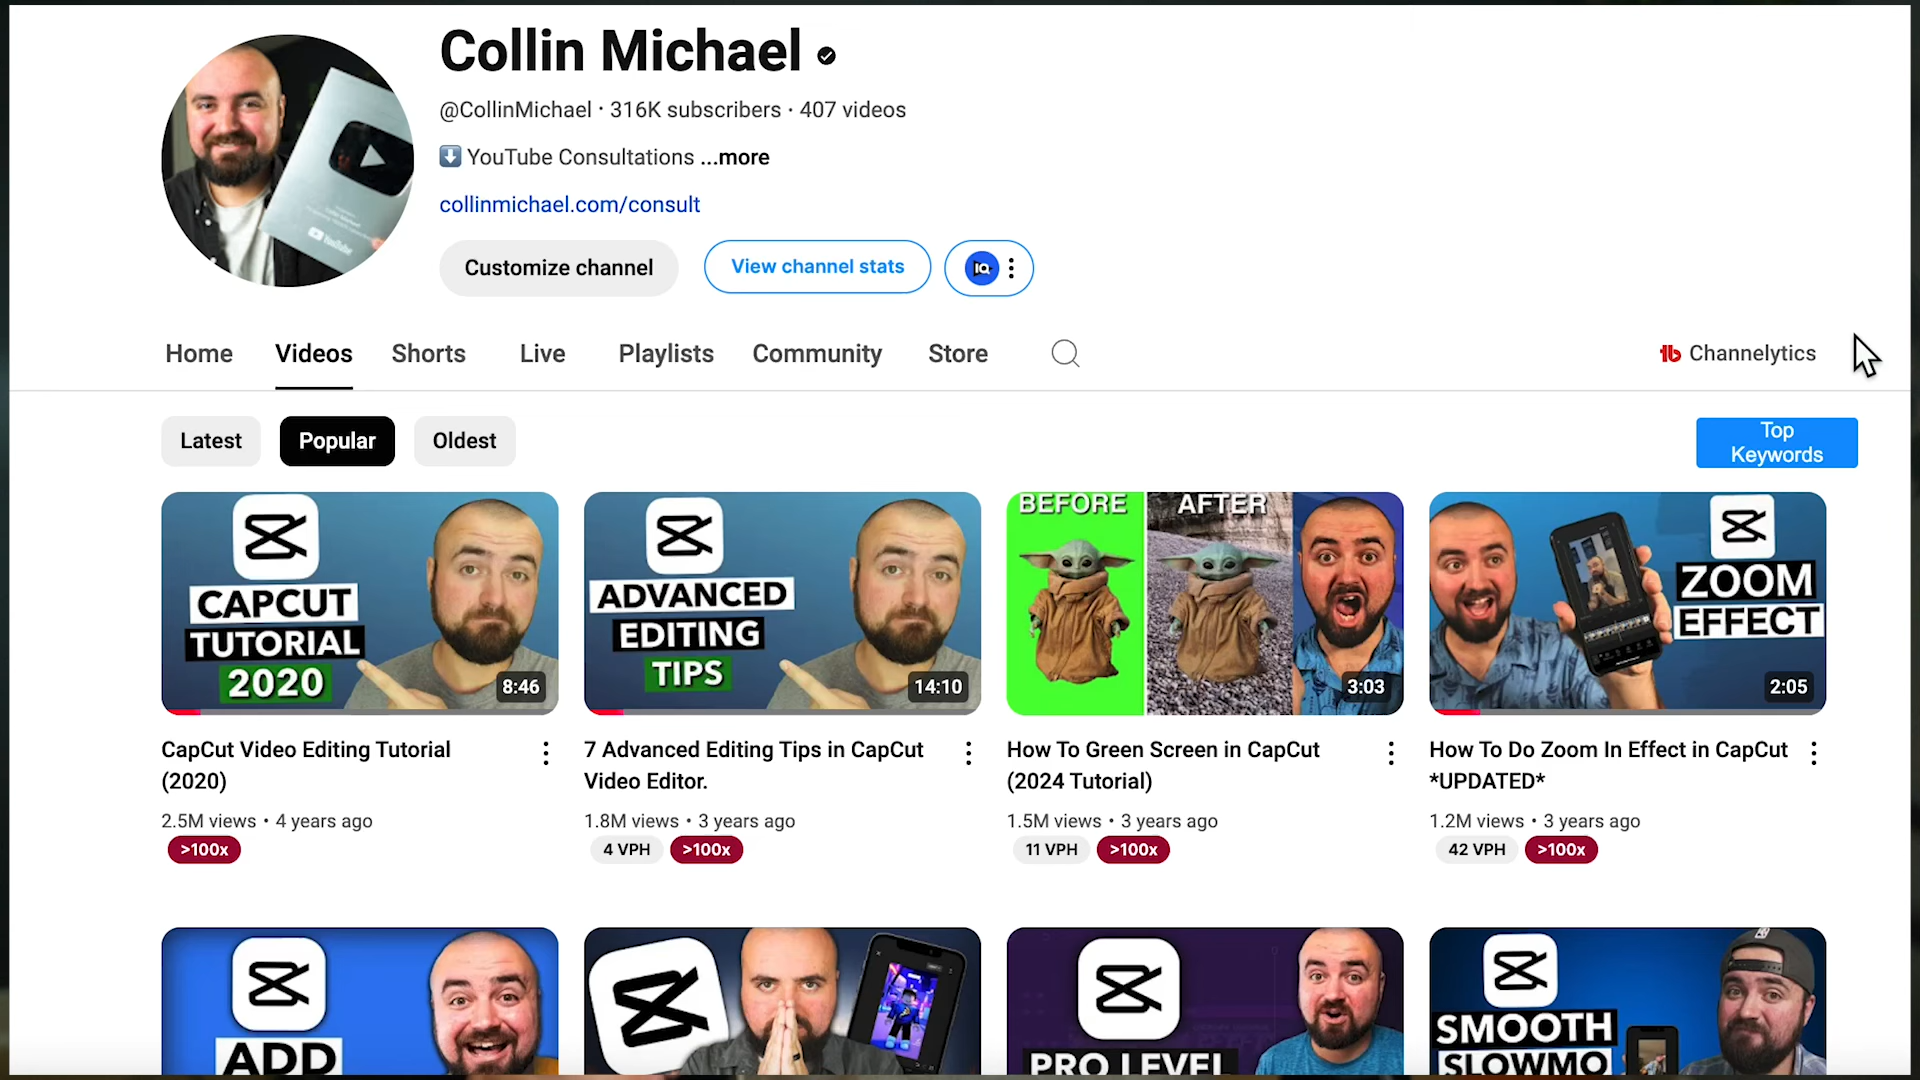 Collin Michael
@CollinMichael · 316K subscribers · 407 videos
YouTube Consultations ...more
collinmichael.com/consult
Customize channel
View channel stats
IQ
YouTube
Home
Videos
Shorts
Live
Playlists
Community
Store
Channelytics
Latest
Popular
Oldest
Top
Keywords
CAPCUT
TUTORIAL
2020
8:46
ADVANCED
EDITING
TIPS
14:10
BEFORE
AFTER
3:03
ZOOM
EFFECT
2:05
CapCut Video Editing Tutorial
(2020)
2.5M views • 4 years ago
>100x
7 Advanced Editing Tips in CapCut
Video Editor.
1.8M views • 3 years ago
4 VPH
>100x
How To Green Screen in CapCut
(2024 Tutorial)
1.5M views • 3 years ago
11 VPH
>100x
How To Do Zoom In Effect in CapCut
*UPDATED*
1.2M views • 3 years ago
42 VPH
>100x
ADD
PRO LEVEL
SMOOTH
SLOWMO